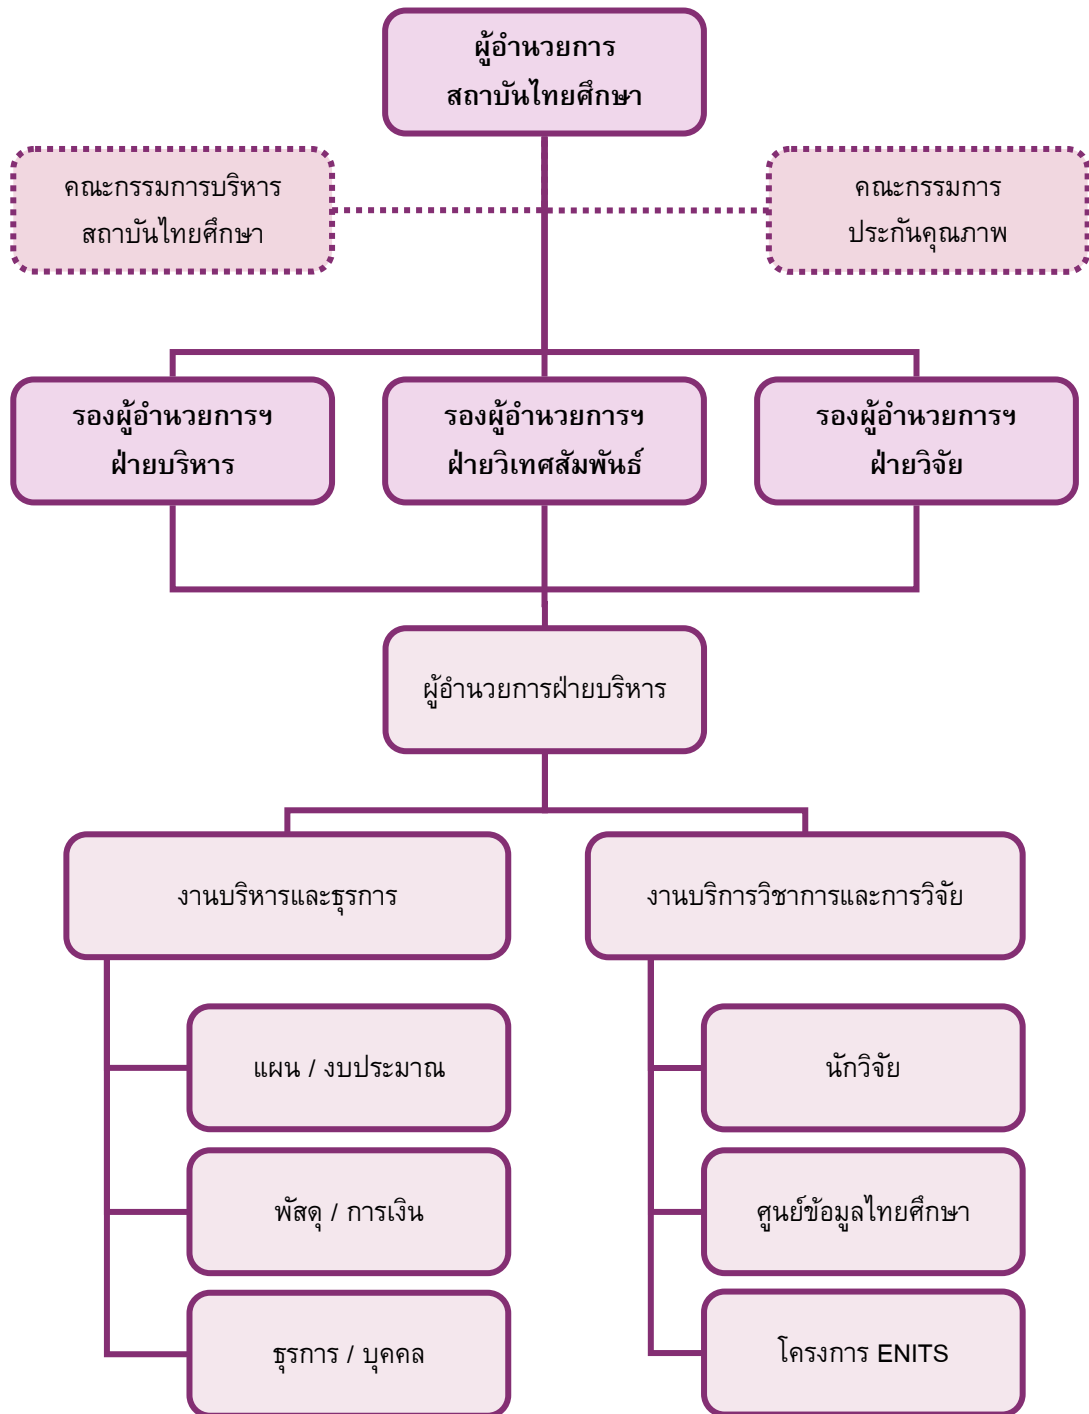 ผู้อำนวยการ
สถาบันไทยศึกษา
คณะกรรมการบริหาร
สถาบันไทยศึกษา
คณะกรรมการ
ประกันคุณภาพ
รองผู้อำนวยการฯ
ฝ่ายบริหาร
รองผู้อำนวยการฯ
ฝ่ายวิเทศสัมพันธ์
รองผู้อำนวยการฯ
ฝ่ายวิจัย
ผู้อำนวยการฝ่ายบริหาร
งานบริหารและธุรการ
งานบริการวิชาการและการวิจัย
แผน / งบประมาณ
นักวิจัย
พัสดุ / การเงิน
ศูนย์ข้อมูลไทยศึกษา
ธุรการ / บุคคล
โครงการ ENITS